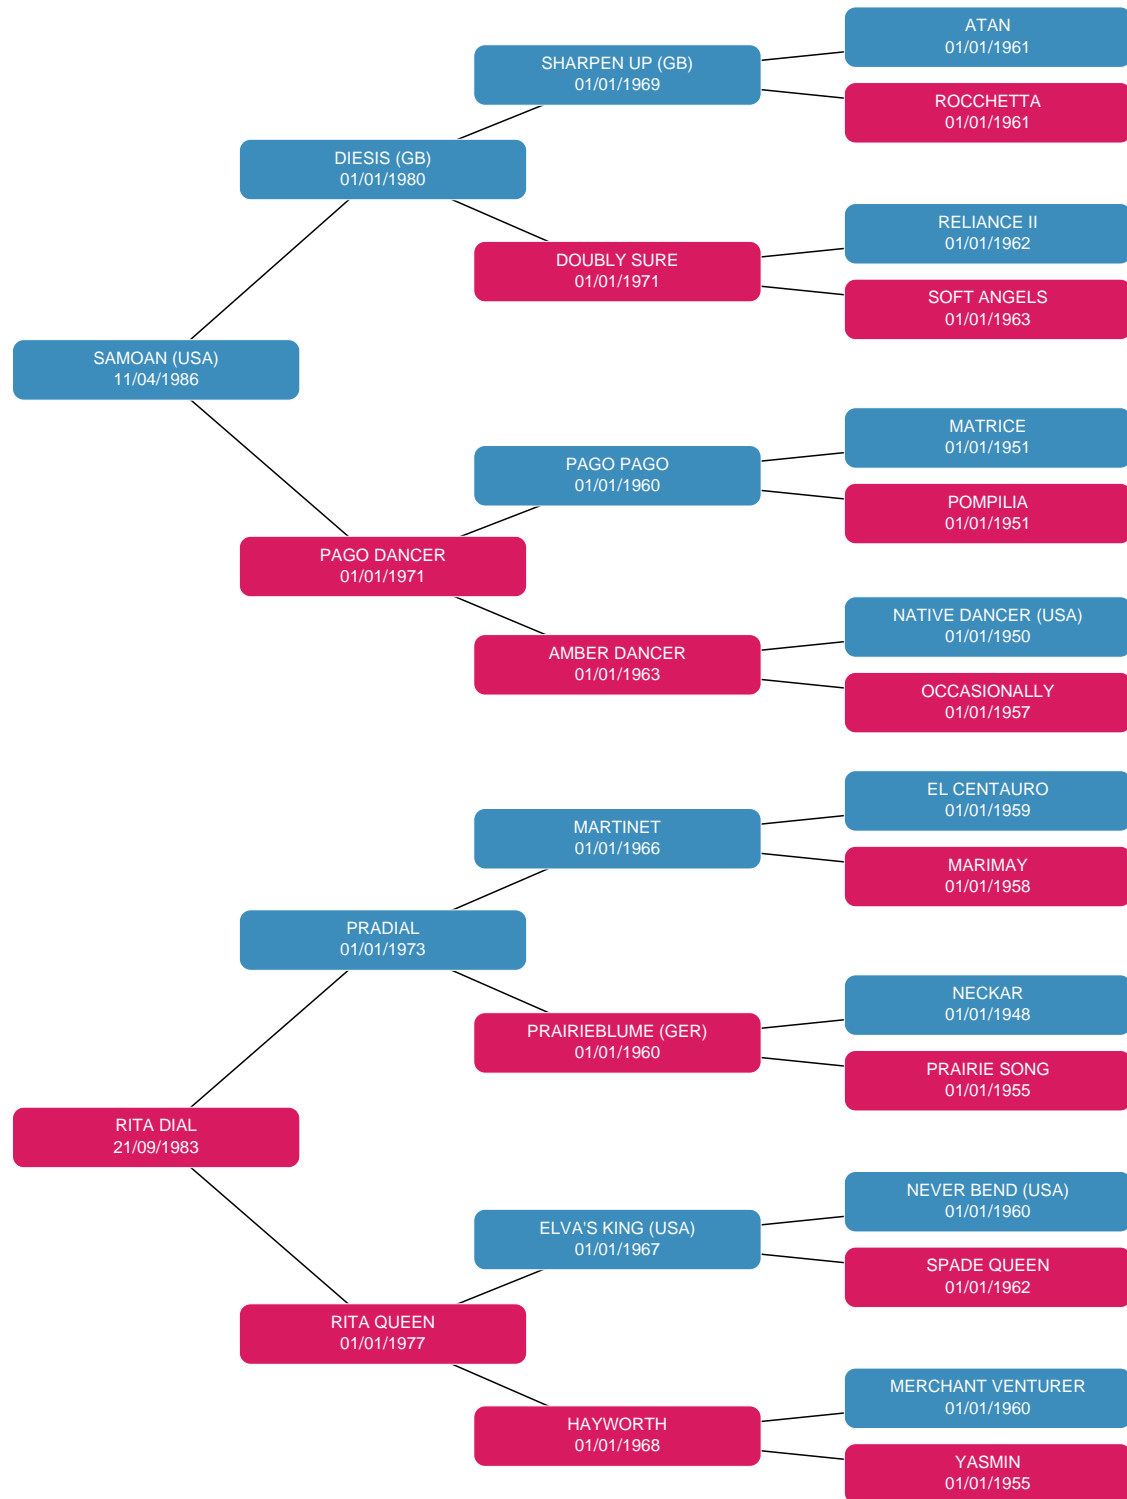 ATAN
01/01/1961
SHARPEN UP (GB)
01/01/1969
ROCCHETTA
01/01/1961
DIESIS (GB)
01/01/1980
RELIANCE II
01/01/1962
DOUBLY SURE
01/01/1971
SOFT ANGELS
01/01/1963
SAMOAN (USA)
11/04/1986
MATRICE
01/01/1951
PAGO PAGO
01/01/1960
POMPILIA
01/01/1951
PAGO DANCER
01/01/1971
NATIVE DANCER (USA)
01/01/1950
AMBER DANCER
01/01/1963
OCCASIONALLY
01/01/1957
EL CENTAURO
01/01/1959
MARTINET
01/01/1966
MARIMAY
01/01/1958
PRADIAL
01/01/1973
NECKAR
01/01/1948
PRAIRIEBLUME (GER)
01/01/1960
PRAIRIE SONG
01/01/1955
RITA DIAL
21/09/1983
NEVER BEND (USA)
01/01/1960
ELVA'S KING (USA)
01/01/1967
SPADE QUEEN
01/01/1962
RITA QUEEN
01/01/1977
MERCHANT VENTURER
01/01/1960
HAYWORTH
01/01/1968
YASMIN
01/01/1955